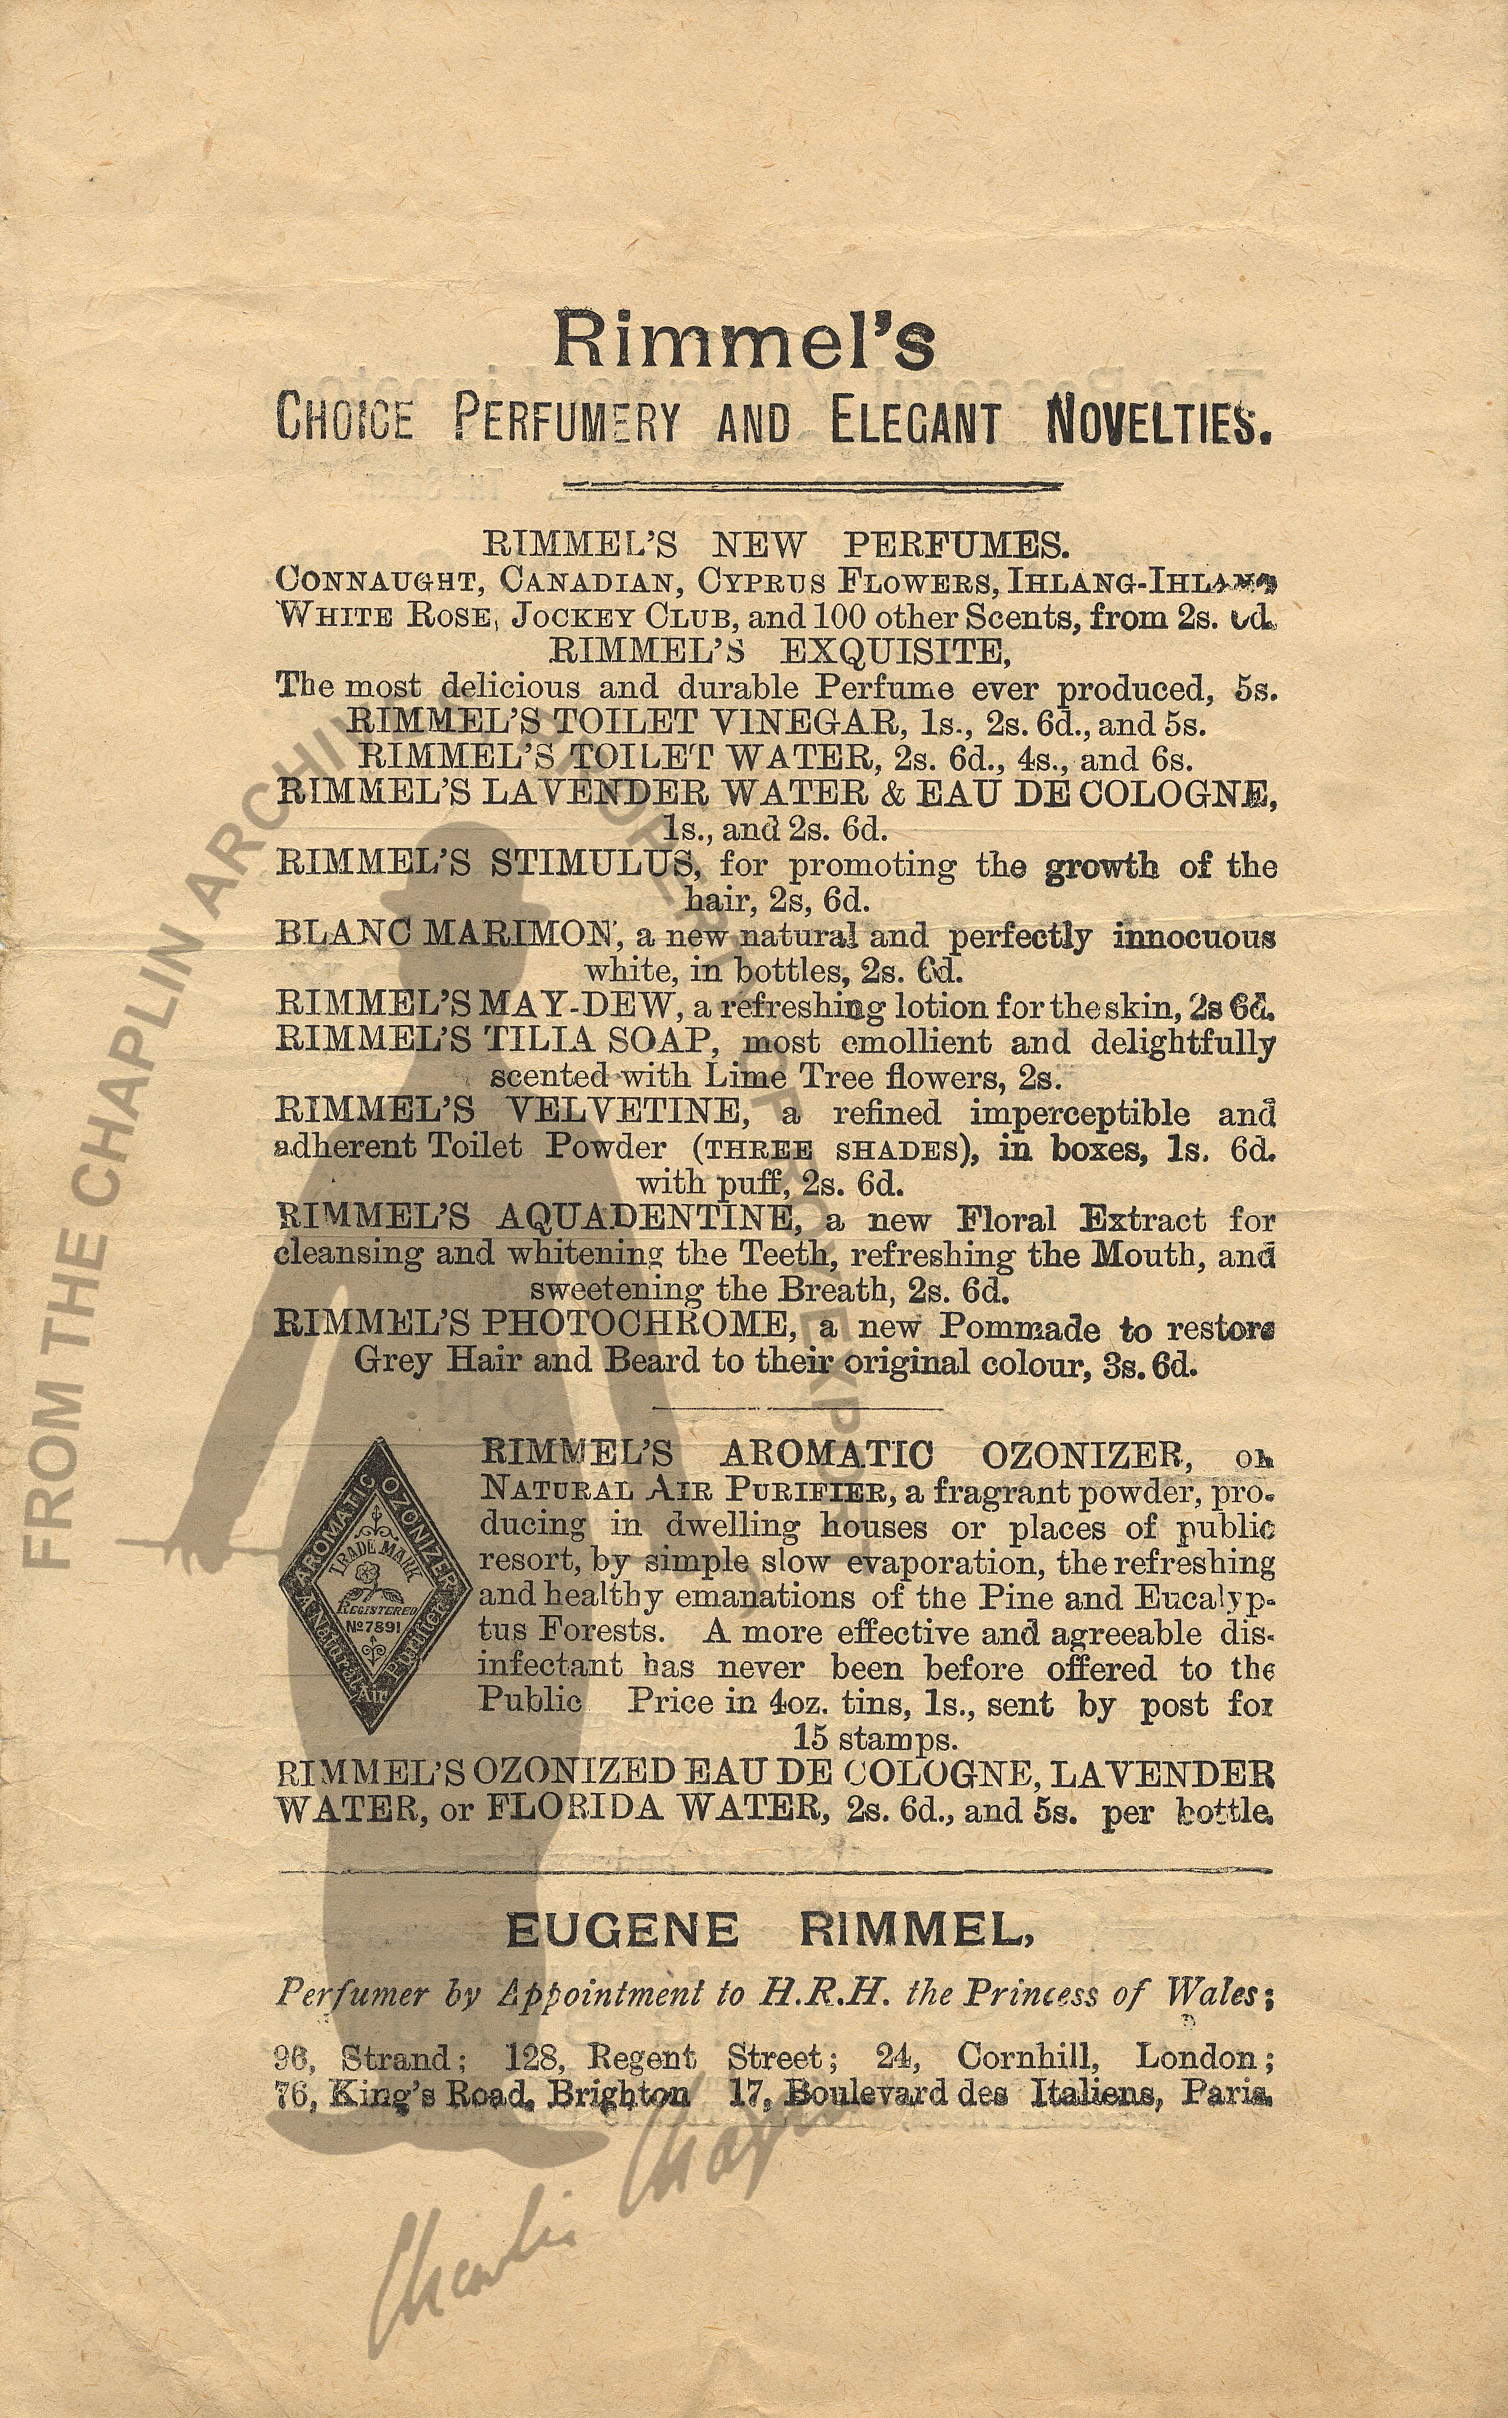 Rimmel's
CHOICE PERFUMERY AND ELEGANT NOVELTIES.
RIMMEL'S NEW PERFUMES.
CONNAUGHT, CANADIAN, CYPRUS FLOWERS, IHLANG-IHLANG
WHITE ROSE, JOCKEY CLUB, and 100 other Scents, from 2s. 6d.
RIMMEL'S EXQUISITE,
The most delicious and durable Perfume ever produced, 5s.
RIMMEL'S TOILET VINEGAR, 1s., 2s. 6d., and 5s.
RIMMEL'S TOILET WATER, 2s. 6d., 4s., and 6s.
RIMMEL'S LAVENDER WATER & EAU DE COLOGNE,
1s., and 2s. 6d.
RIMMEL'S STIMULUS, for promoting the growth of the
hair, 2s, 6d.
BLANC MARIMON, a new natural and perfectly innocuous
white, in bottles, 2s. 6d.
RIMMEL'S MAY-DEW, a refreshing lotion for the skin, 2s 6d.
RIMMEL'S TILIA SOAP, most emollient and delightfully
scented with Lime Tree flowers, 2s.
RIMMEL'S VELVETINE, a refined imperceptible and
adherent Toilet Powder (THREE SHADES), in boxes, 1s. 6d.
with puff, 2s. 6d.
RIMMEL'S AQUADENTINE, a new Floral Extract for
cleansing and whitening the Teeth, refreshing the Mouth, and
sweetening the Breath, 2s. 6d.
RIMMEL'S PHOTOCHROME, a new Pommade to restore
Grey Hair and Beard to their original colour, 3s. 6d.
AROMATIC OZONIZER
A Natural Air Purifier
TRADE MARK
REGISTERED
No 7891
RIMMEL'S AROMATIC OZONIZER, OR
NATURAL AIR PURIFIER, a fragrant powder, pro-
ducing in dwelling houses or places of public
resort, by simple slow evaporation, the refreshing
and healthy emanations of the Pine and Eucalyp-
tus Forests. A more effective and agreeable dis-
infectant has never been before offered to the
Public Price in 4oz. tins, 1s., sent by post for
15 stamps.
RIMMEL'S OZONIZED EAU DE COLOGNE, LAVENDER
WATER, or FLORIDA WATER, 2s. 6d., and 5s. per bottle.
EUGENE RIMMEL,
Perfumer by Appointment to H.R.H. the Princess of Wales;
96, Strand; 128, Regent Street; 24, Cornhill, London;
76, King's Road, Brighton 17, Boulevard des Italiens, Paris.
FROM THE CHAPLIN ARCHIVES PROPERTY OF ROY EXPORT
Charlie Chaplin